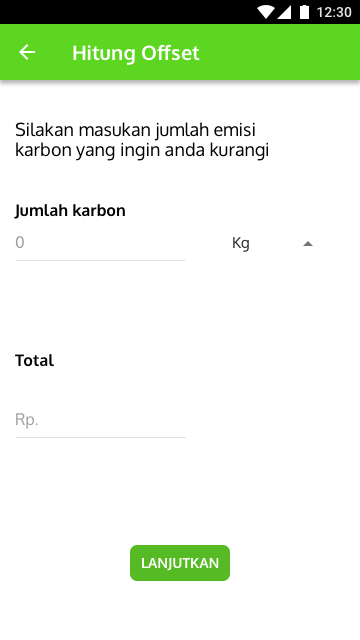 12:30
Hitung Offset
Silakan masukan jumlah emisi
karbon yang ingin anda kurangi
Jumlah karbon
0
Kg
Total
Rp.
LANJUTKAN